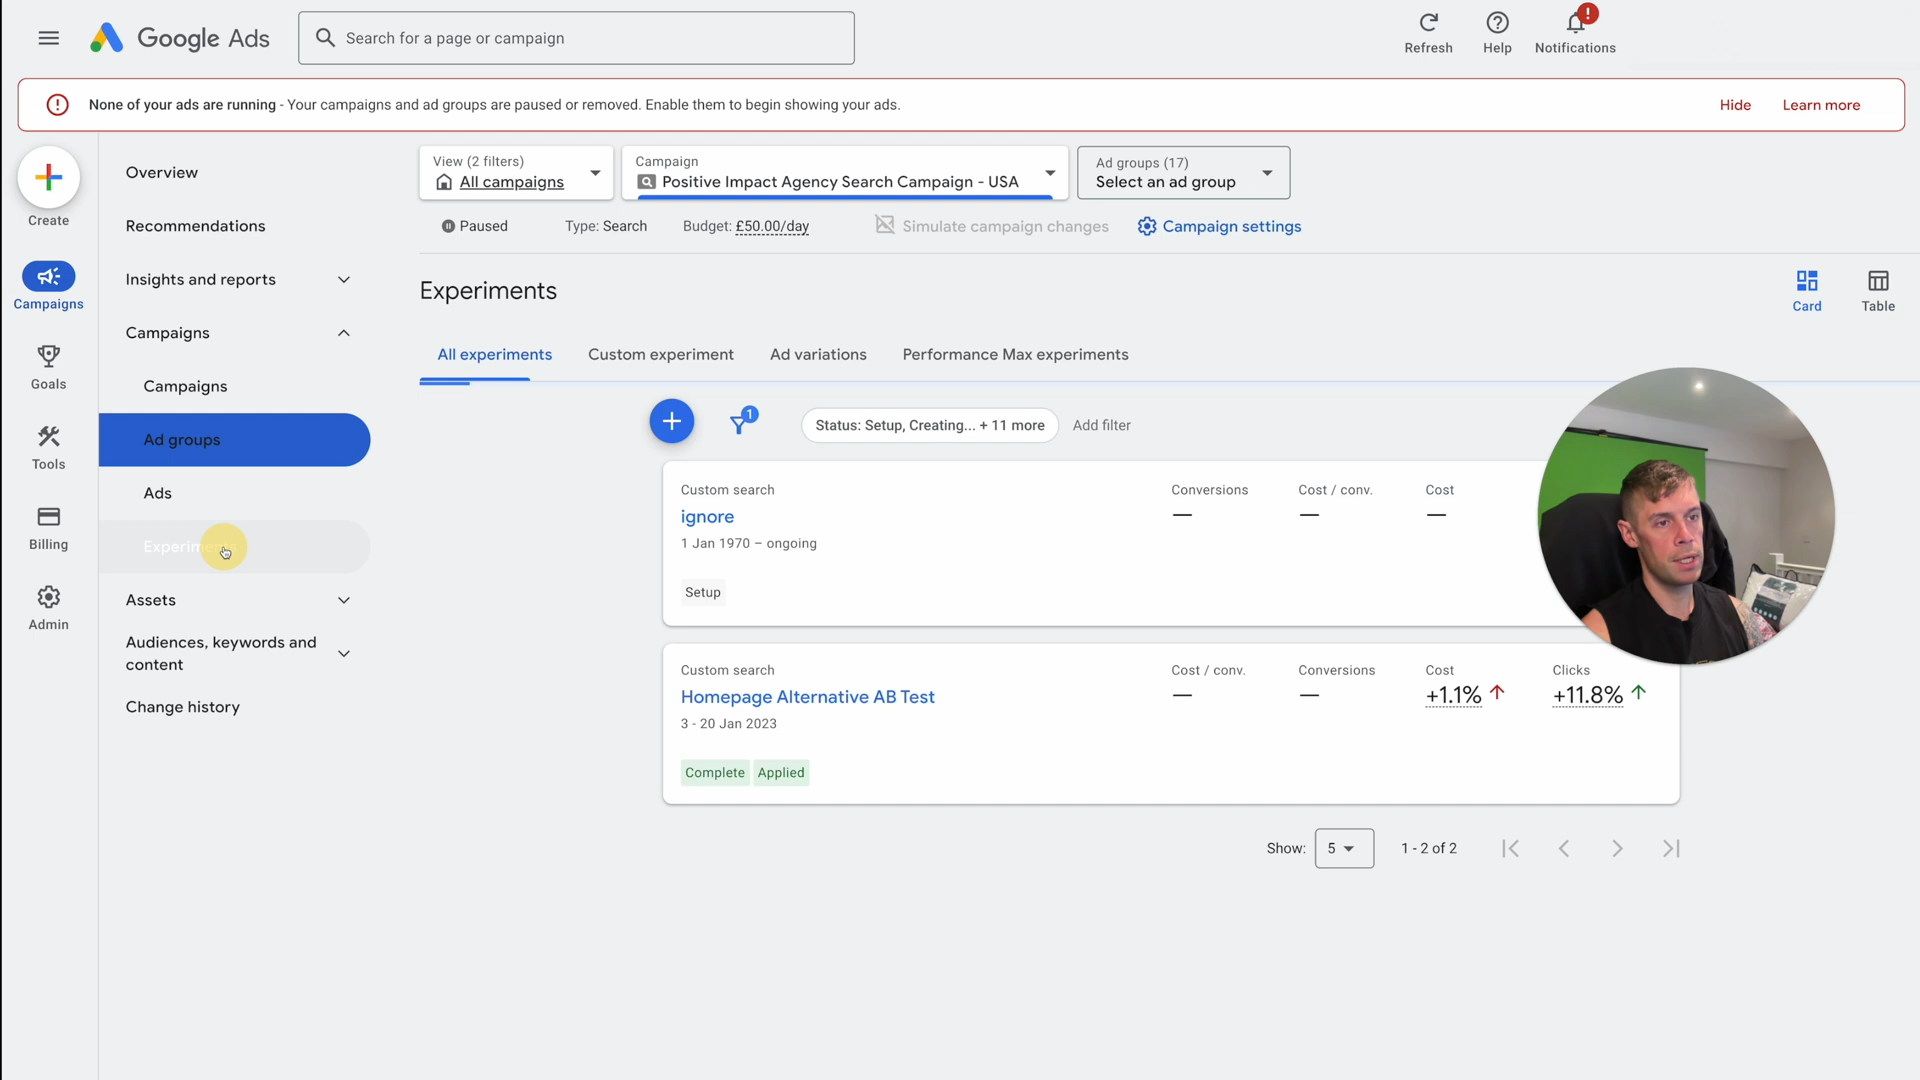 Google Ads
Search for a page or campaign
Refresh
Help
!
Notifications
None of your ads are running - Your campaigns and ad groups are paused or removed. Enable them to begin showing your ads.
Hide
Learn more
Create
Campaigns
Goals
Tools
Billing
Admin
Overview
Recommendations
Insights and reports
Campaigns
Campaigns
Ad groups
Ads
Experiments
Assets
Audiences, keywords and
content
Change history
View (2 filters)
All campaigns
Campaign
Positive Impact Agency Search Campaign - USA
Ad groups (17)
Select an ad group
Paused
Type: Search
Budget: £50.00/day
Simulate campaign changes
Campaign settings
Experiments
Card
Table
All experiments
Custom experiment
Ad variations
Performance Max experiments
1
Status: Setup, Creating... + 11 more
Add filter
Custom search
Conversions
Cost / conv.
Cost
ignore
—
—
—
1 Jan 1970 – ongoing
Setup
Custom search
Cost / conv.
Conversions
Cost
Clicks
Homepage Alternative AB Test
—
—
+1.1%
+11.8%
3 - 20 Jan 2023
Complete
Applied
Show:
5
1 - 2 of 2